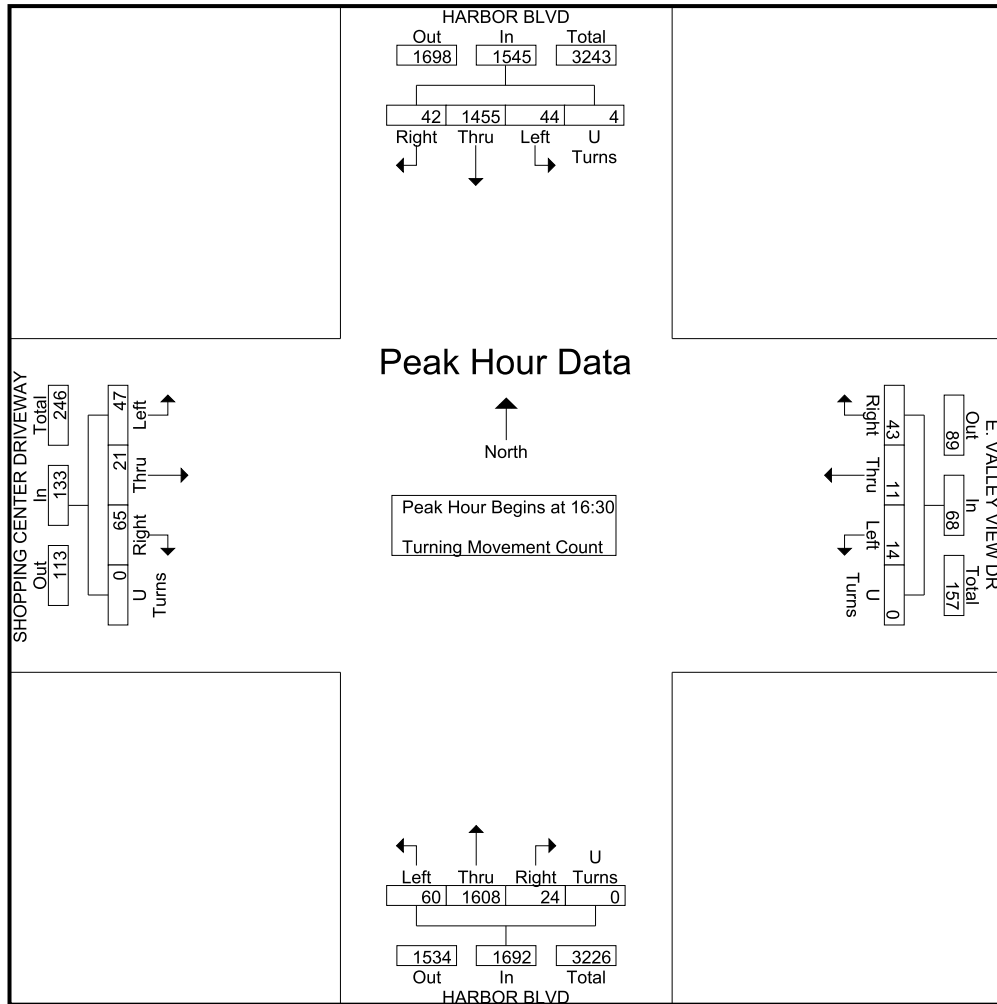 HARBOR BLVD
Out In Total
1698 1545 3243
42 1455 44 4
Right Thru Left U
Turns
Peak Hour Data
North
Peak Hour Begins at 16:30
Turning Movement Count
SHOPPING CENTER DRIVEWAY
Total In Out
246 133 113
47 21 65 0
Left Thru Right U
Turns
E. VALLEY VIEW DR
Out In Total
89 68 157
43 11 14 0
Right Thru Left U
Turns
U
Left Thru Right Turns
60 1608 24 0
1534 1692 3226
Out In Total
HARBOR BLVD